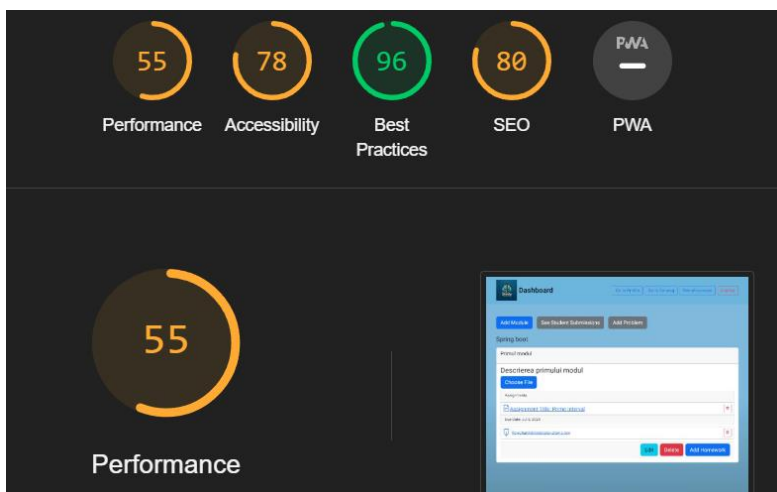 55
78
96
80
PWA
Performance
Accessibility
Best
Practices
SEO
PWA
55
Performance
Dashboard
Add Module
See Student Submissions
Add Problem
Spring boot
Primul modul
Descrierea primului modul
Choose File
Delete
Add Homework